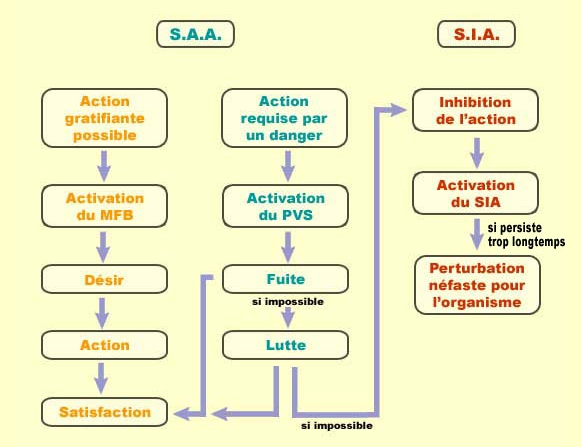 S.A.A.
S.I.A.
Action
gratifiante
possible
Activation
du MFB
Désir
Action
Satisfaction
Action
requise par
un danger
Activation
du PVS
Fuite
si impossible
Lutte
si impossible
Inhibition
de l'action
Activation
du SIA
si persiste
trop longtemps
Perturbation
néfaste pour
l'organisme